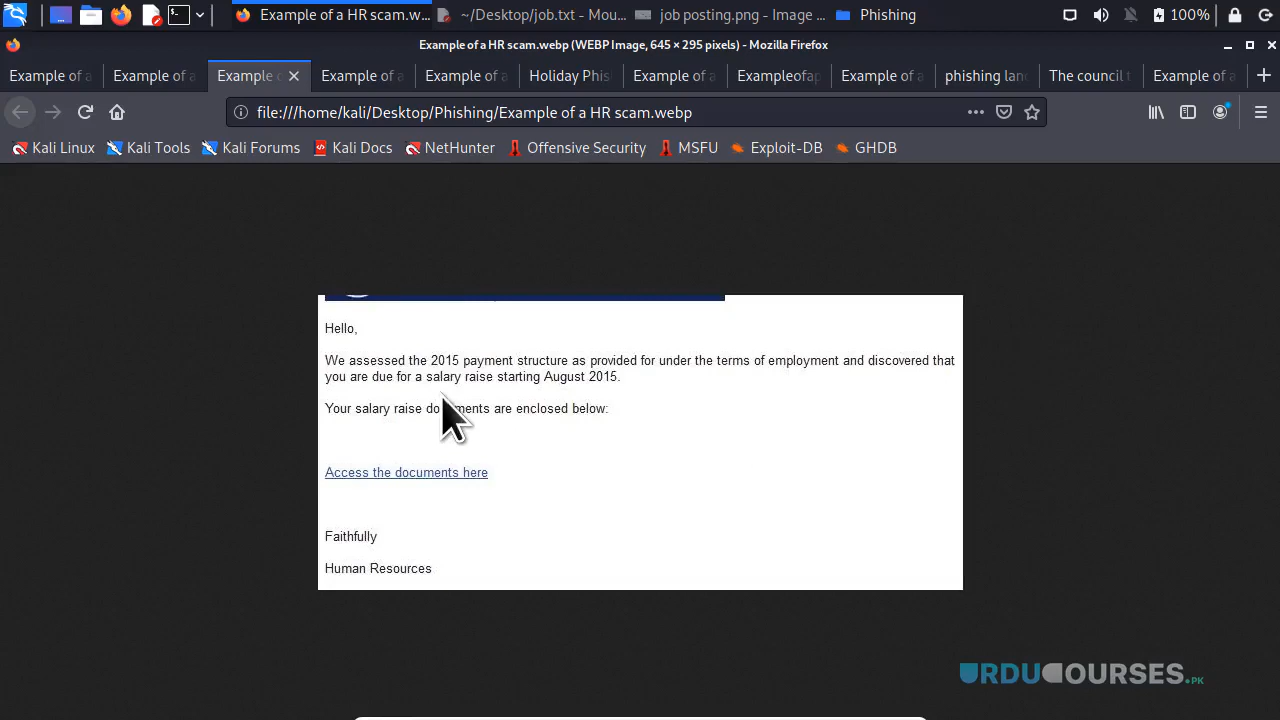 Example of a HR scam.w...
~/Desktop/job.txt - Mou...
job posting.png - Image ...
Phishing
100%
Example of a HR scam.webp (WEBP Image, 645 × 295 pixels) - Mozilla Firefox
Example of a
Example of a
Example o
Example of a
Example of a
Holiday Phis
Example of a
Exampleofap
Example of a
phishing lan
The council t
Example of a
file:///home/kali/Desktop/Phishing/Example of a HR scam.webp
Kali Linux
Kali Tools
Kali Forums
Kali Docs
NetHunter
Offensive Security
MSFU
Exploit-DB
GHDB
Hello,
We assessed the 2015 payment structure as provided for under the terms of employment and discovered that
you are due for a salary raise starting August 2015.
Your salary raise documents are enclosed below:
Access the documents here
Faithfully
Human Resources
URDUCOURSES.PK